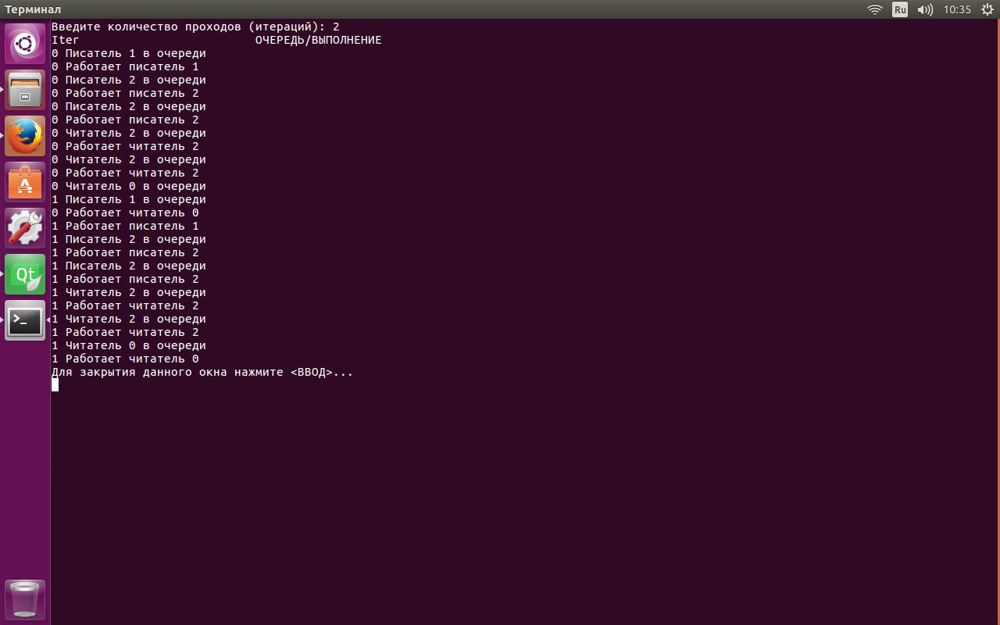 Терминал
Ru
10:35
Введите количество проходов (итераций): 2
Iter ОЧЕРЕДЬ/ВЫПОЛНЕНИЕ
0 Писатель 1 в очереди
0 Работает писатель 1
0 Писатель 2 в очереди
0 Работает писатель 2
0 Писатель 2 в очереди
0 Работает писатель 2
0 Читатель 2 в очереди
0 Работает читатель 2
0 Читатель 2 в очереди
0 Работает читатель 2
0 Читатель 0 в очереди
1 Писатель 1 в очереди
0 Работает читатель 0
1 Работает писатель 1
1 Писатель 2 в очереди
1 Работает писатель 2
1 Писатель 2 в очереди
1 Работает писатель 2
1 Читатель 2 в очереди
1 Работает читатель 2
1 Читатель 2 в очереди
1 Работает читатель 2
1 Читатель 0 в очереди
1 Работает читатель 0
Для закрытия данного окна нажмите <ВВОД>...
Qt